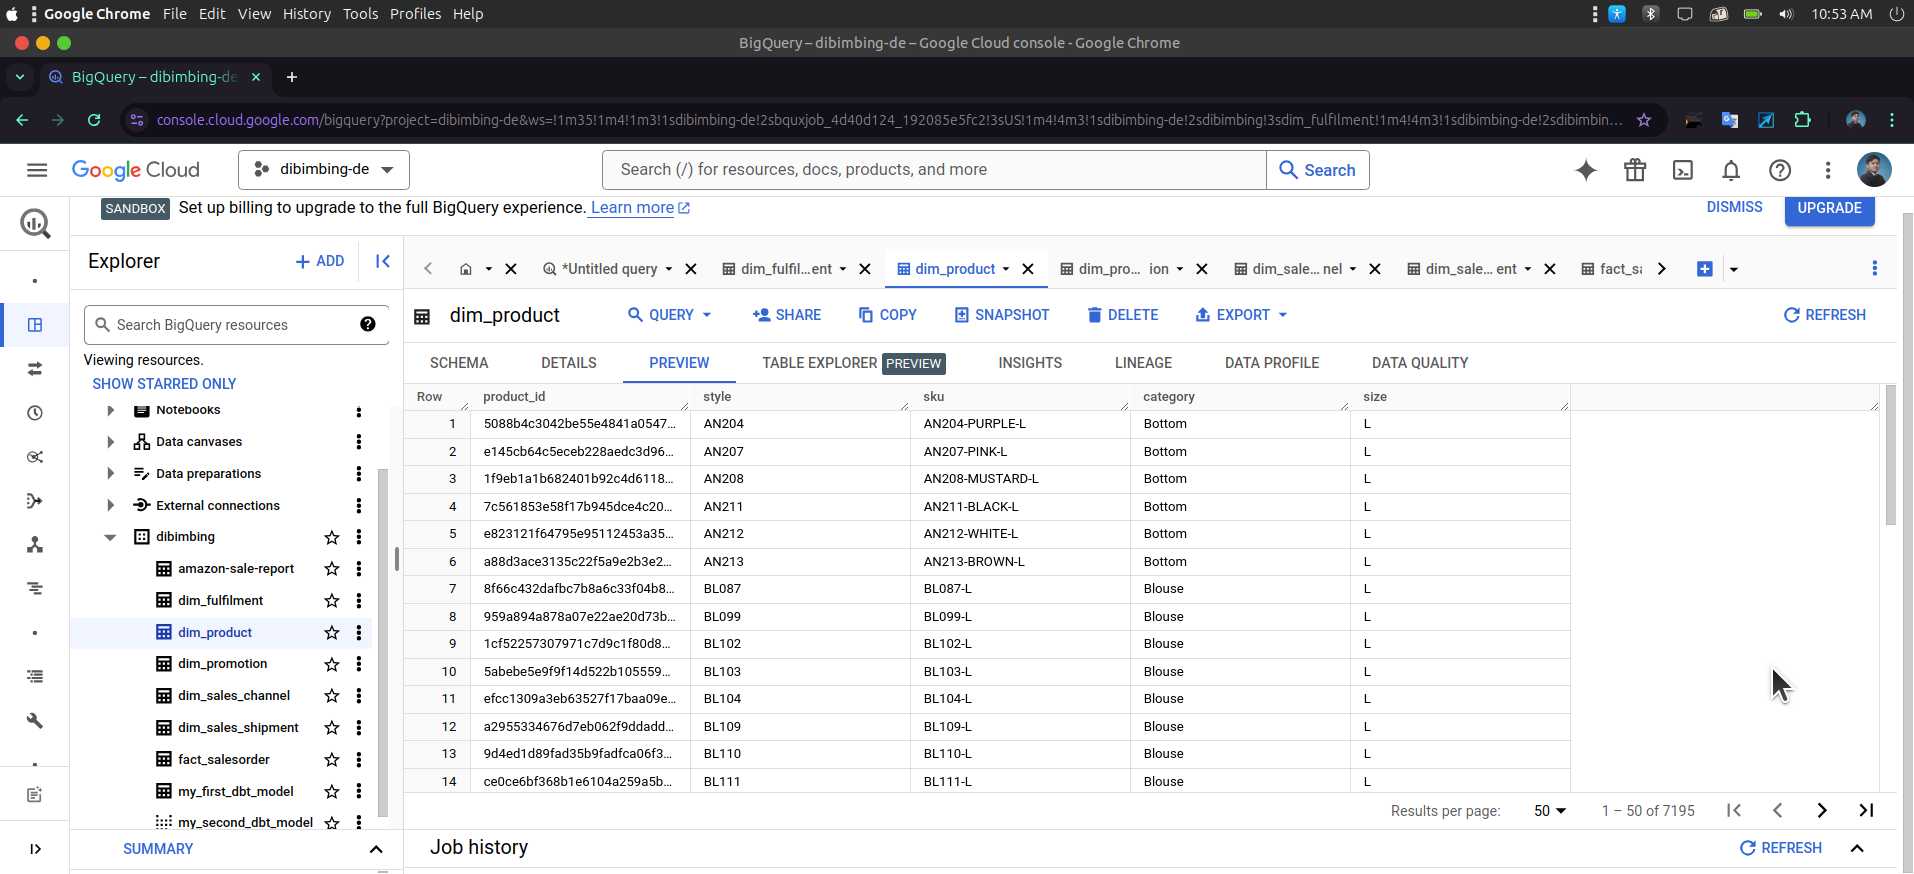 Google Chrome File Edit View History Tools Profiles Help 10:53 AM
BigQuery – dibimbing-de – Google Cloud console - Google Chrome
BigQuery – dibimbing-de
console.cloud.google.com/bigquery?project=dibimbing-de&ws=!1m35!1m4!1m3!1sdibimbing-de!2sbquxjob_4d40d124_192085e5fc2!3sUS!1m4!4m3!1sdibimbing-de!2sdibimbing!3sdim_fulfilment!1m4!4m3!1sdibimbing-de!2sdibimbin...
Google Cloud dibimbing-de Search (/) for resources, docs, products, and more Search
SANDBOX Set up billing to upgrade to the full BigQuery experience. Learn more DISMISS UPGRADE
Explorer + ADD
*Untitled query dim_fulfil...ent dim_product dim_pro... ion dim_sale... nel dim_sale... ent fact_sa
dim_product QUERY SHARE COPY SNAPSHOT DELETE EXPORT REFRESH
Search BigQuery resources
Viewing resources.
SHOW STARRED ONLY
Notebooks
Data canvases
Data preparations
External connections
dibimbing
amazon-sale-report
dim_fulfilment
dim_product
dim_promotion
dim_sales_channel
dim_sales_shipment
fact_salesorder
my_first_dbt_model
my_second_dbt_model
SUMMARY
SCHEMA DETAILS PREVIEW TABLE EXPLORER PREVIEW INSIGHTS LINEAGE DATA PROFILE DATA QUALITY
Row product_id style sku category size
1 5088b4c3042be55e4841a0547... AN204 AN204-PURPLE-L Bottom L
2 e145cb64c5eceb228aedc3d96... AN207 AN207-PINK-L Bottom L
3 1f9eb1a1b682401b92c4d6118... AN208 AN208-MUSTARD-L Bottom L
4 7c561853e58f17b945dce4c20... AN211 AN211-BLACK-L Bottom L
5 e823121f64795e95112453a35... AN212 AN212-WHITE-L Bottom L
6 a88d3ace3135c22f5a9e2b3e2... AN213 AN213-BROWN-L Bottom L
7 8f66c432dafbc7b8a6c33f04b8... BL087 BL087-L Blouse L
8 959a894a878a07e22ae20d73b... BL099 BL099-L Blouse L
9 1cf52257307971c7d9c1f80d8... BL102 BL102-L Blouse L
10 5abebe5e9f9f14d522b105559... BL103 BL103-L Blouse L
11 efcc1309a3eb63527f17baa09e... BL104 BL104-L Blouse L
12 a2955334676d7eb062f9ddadd... BL109 BL109-L Blouse L
13 9d4ed1d89fad35b9fadfca06f3... BL110 BL110-L Blouse L
14 ce0ce6bf368b1e6104a259a5b... BL111 BL111-L Blouse L
Results per page: 50 1 – 50 of 7195
Job history REFRESH